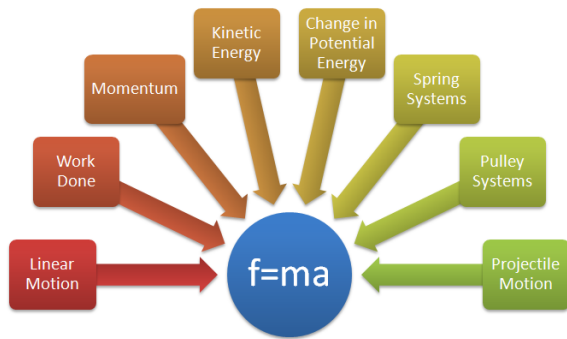 Linear
Motion
Work
Done
Momentum
Kinetic
Energy
Change in
Potential
Energy
Spring
Systems
Pulley
Systems
Projectile
Motion
f=ma